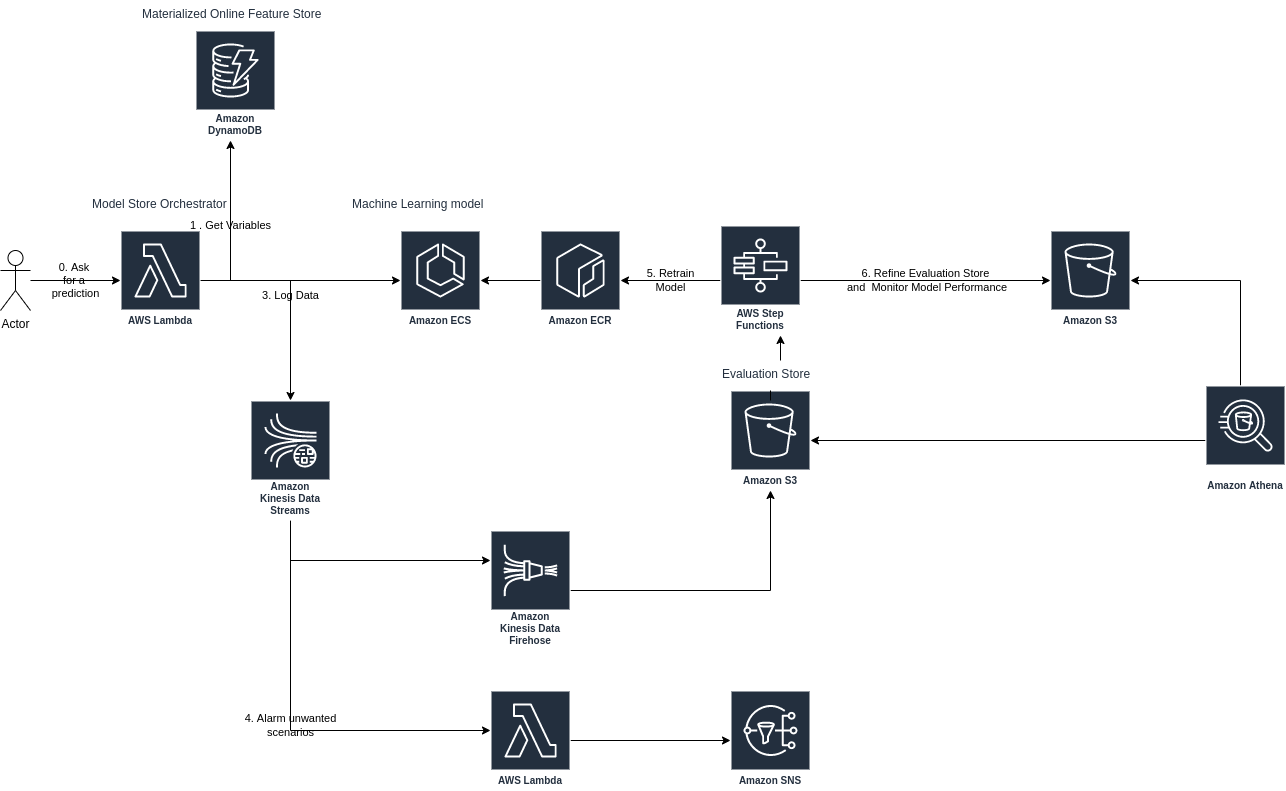 Materialized Online Feature Store
Amazon
DynamoDB
Model Store Orchestrator
Machine Learning model
1 . Get Variables
0. Ask
for a
prediction
3. Log Data
5. Retrain
Model
6. Refine Evaluation Store
and  Monitor Model Performance
Actor
AWS Lambda
Amazon ECS
Amazon ECR
AWS Step
Functions
Amazon S3
Evaluation Store
Amazon S3
Amazon Athena
Amazon
Kinesis Data
Streams
Amazon
Kinesis Data
Firehose
4. Alarm unwanted
scenarios
AWS Lambda
Amazon SNS